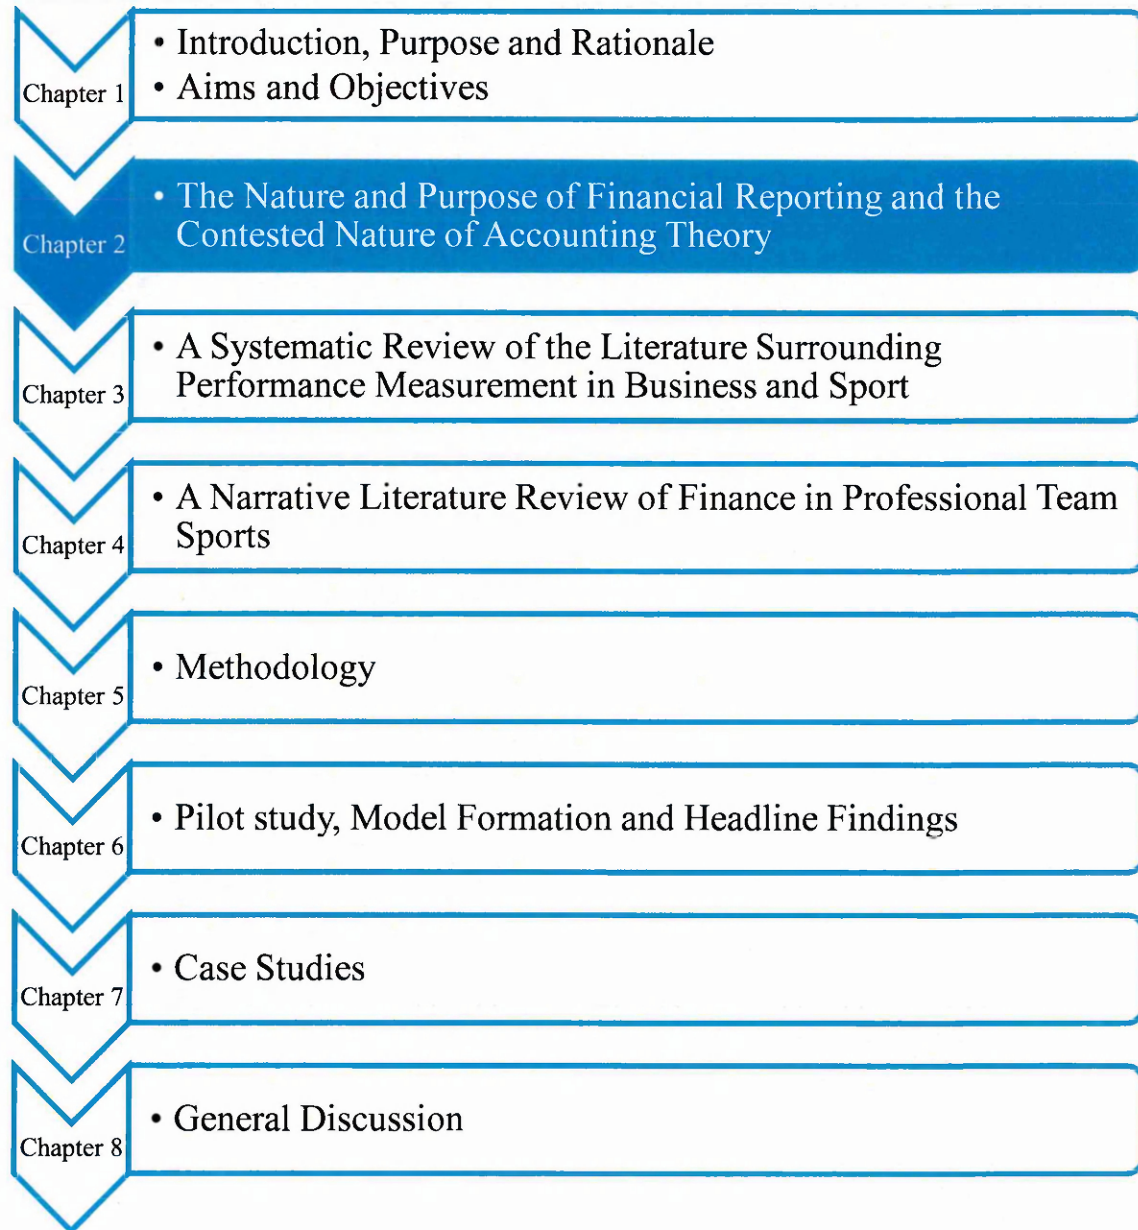 Chapter 1
• Introduction, Purpose and Rationale
• Aims and Objectives
Chapter 2
• The Nature and Purpose of Financial Reporting and the
Contested Nature of Accounting Theory
Chapter 3
• A Systematic Review of the Literature Surrounding
Performance Measurement in Business and Sport
Chapter 4
• A Narrative Literature Review of Finance in Professional Team
Sports
Chapter 5
• Methodology
Chapter 6
• Pilot study, Model Formation and Headline Findings
Chapter 7
• Case Studies
Chapter 8
• General Discussion